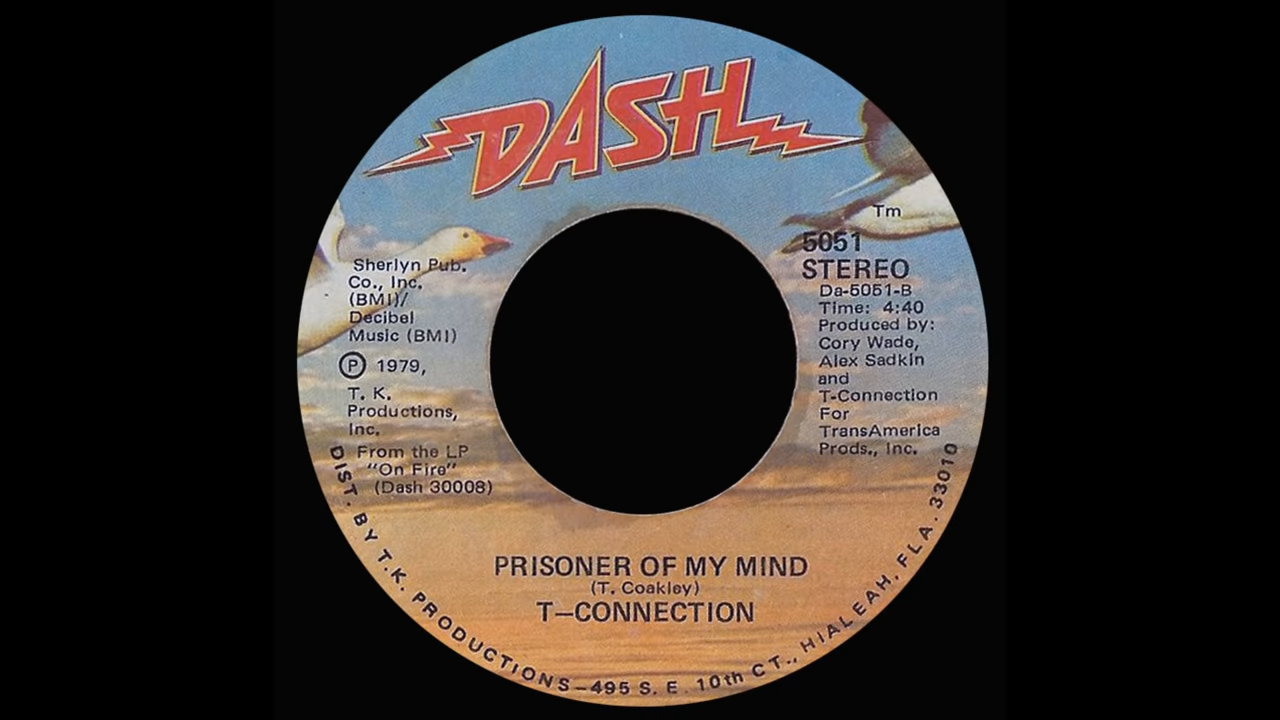 DASH
Tm
5051
STEREO
Da-5051-B
Time: 4:40
Produced by:
Cory Wade,
Alex Sadkin
and
T-Connection
For
TransAmerica
Prods., Inc.
Sherlyn Pub.
Co., Inc.
(BMI)/
Decibel
Music (BMI)
Ⓟ 1979,
T. K.
Productions,
Inc.
From the LP
"On Fire"
(Dash 30008)
PRISONER OF MY MIND
(T. Coakley)
T-CONNECTION
DIST. BY T.K. PRODUCTIONS-495 S. E. 10th CT., HIALEAH, FLA. 33010